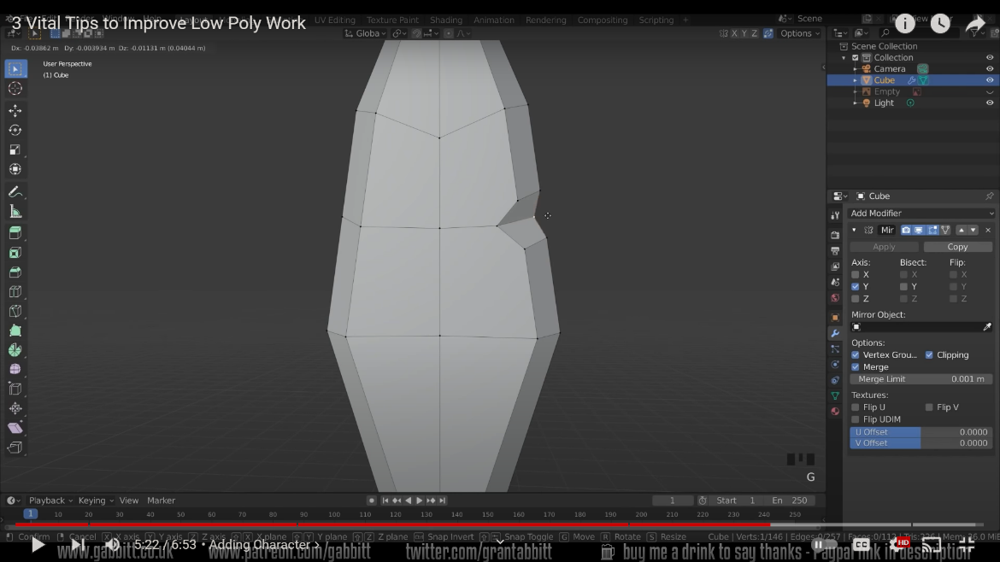 3 Vital Tips to Improve Low Poly Work
UV Editing Texture Paint Shading Animation Rendering Compositing Scripting + Scene
Globa X Y Z Options
Dx: -0.03862 m Dy: -0.003934 m Dz: -0.01131 m (0.04044 m)
User Perspective
(1) Cube
Scene Collection
Collection
Camera
Cube
Empty
Light
Cube
Add Modifier
Mir
Apply Copy
Axis: Bisect: Flip:
X X X
Y Y Y
Z Z Z
Mirror Object:
Options:
Vertex Grou... Clipping
Merge
Merge Limit 0.001 m
Textures:
Flip U Flip V
Flip UDIM
U Offset 0.0000
V Offset 0.0000
G
Playback Keying View Marker 1 Start 1 En 250
1 10 20 30 40 50 60 70 80 90 100 110 120 130 140 150 160 170 180 190 200 210 220 230 240 250
Confirm Cancel X X axis Y Y axis Z Z axis X X plane Y Y plane Z Z plane Snap Invert Snap Toggle G Move R Rotate S Resize Cube | Verts:1/146 | Edges:0/257 | Faces:0/112
5:22 / 6:53 • Adding Character › CC HD
www.gabbitt.co.uk www.patreon.com/gabbitt twitter.com/grantabbitt buy me a drink to say thanks - Paypal link in description